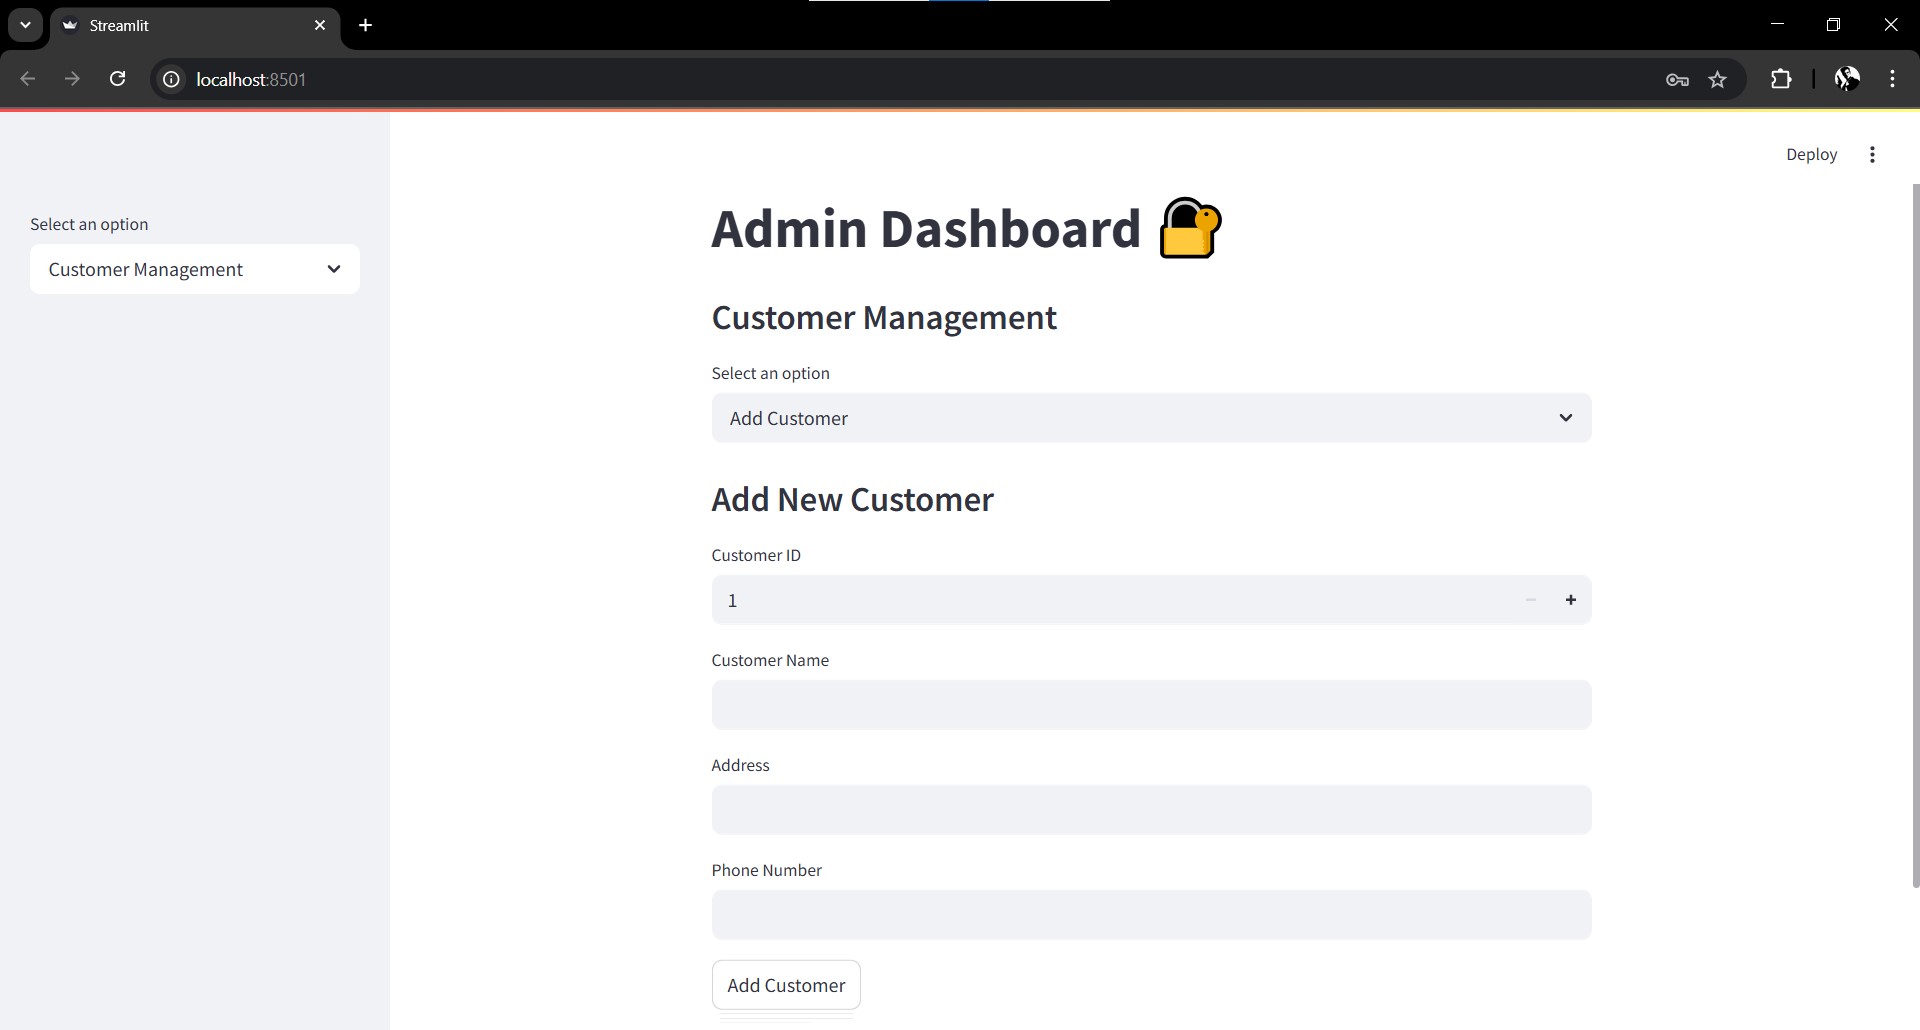 Streamlit
localhost:8501
Deploy
Select an option
Customer Management
Admin Dashboard
Customer Management
Select an option
Add Customer
Add New Customer
Customer ID
1
Customer Name
Address
Phone Number
Add Customer